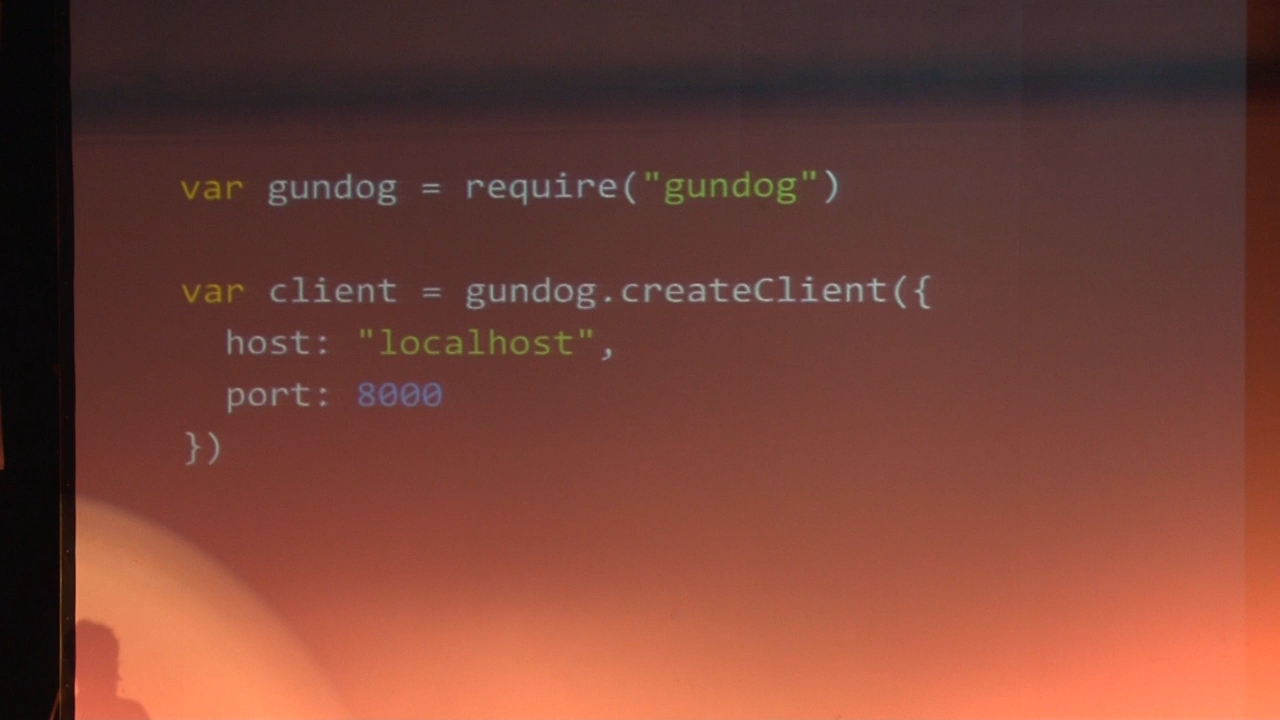 var gundog = require("gundog")
var client = gundog.createClient({
  host: "localhost",
  port: 8000
})